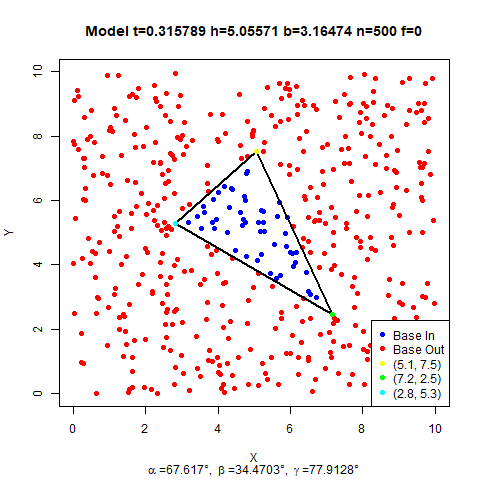 Model t=0.315789 h=5.05571 b=3.16474 n=500 f=0
10
8
6
4
2
0
Y
Base In
Base Out
(5.1, 7.5)
(7.2, 2.5)
(2.8, 5.3)
0 2 4 6 8 10
X
α=67.617°, β=34.4703°, γ=77.9128°